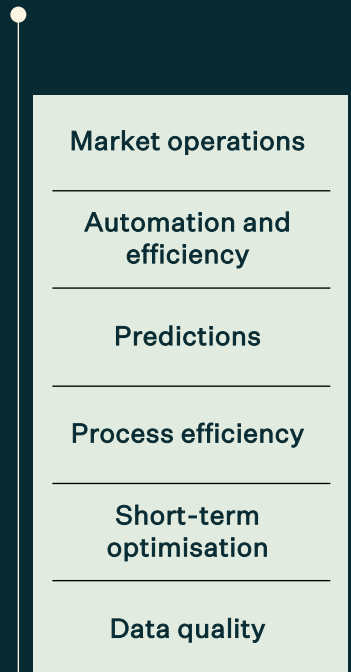 Market operations
Automation and
efficiency
Predictions
Process efficiency
Short-term
optimisation
Data quality